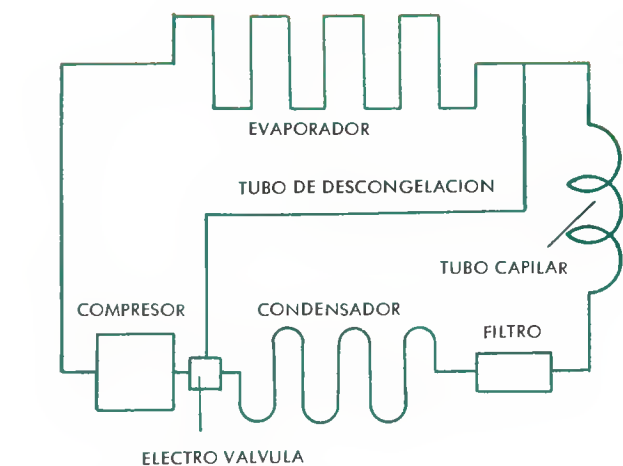 EVAPORADOR
TUBO DE DESCONGELACION
TUBO CAPILAR
COMPRESOR
CONDENSADOR
FILTRO
ELECTRO VALVULA